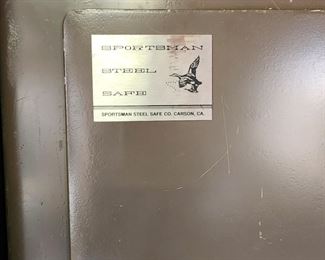 SPORTSMAN
STEEL
SAFE
SPORTSMAN STEEL SAFE CO. CARSON, CA.